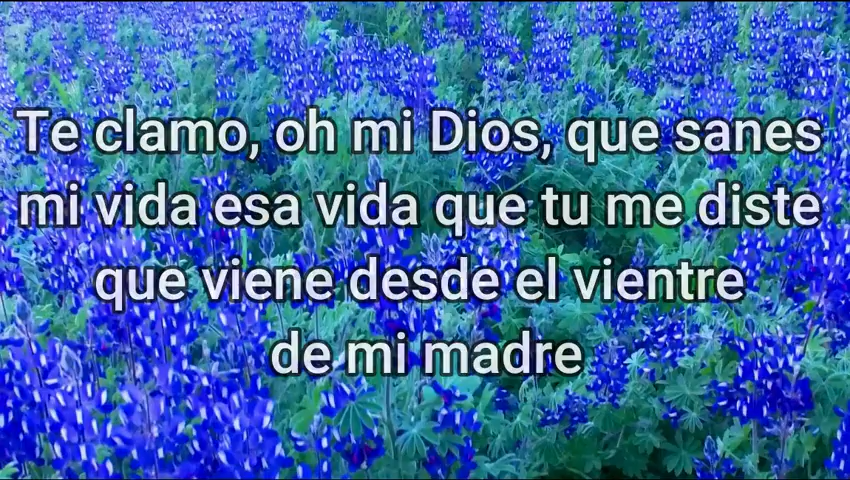 Te clamo, oh mi Dios, que sanes
mi vida esa vida que tu me diste
que viene desde el vientre
de mi madre